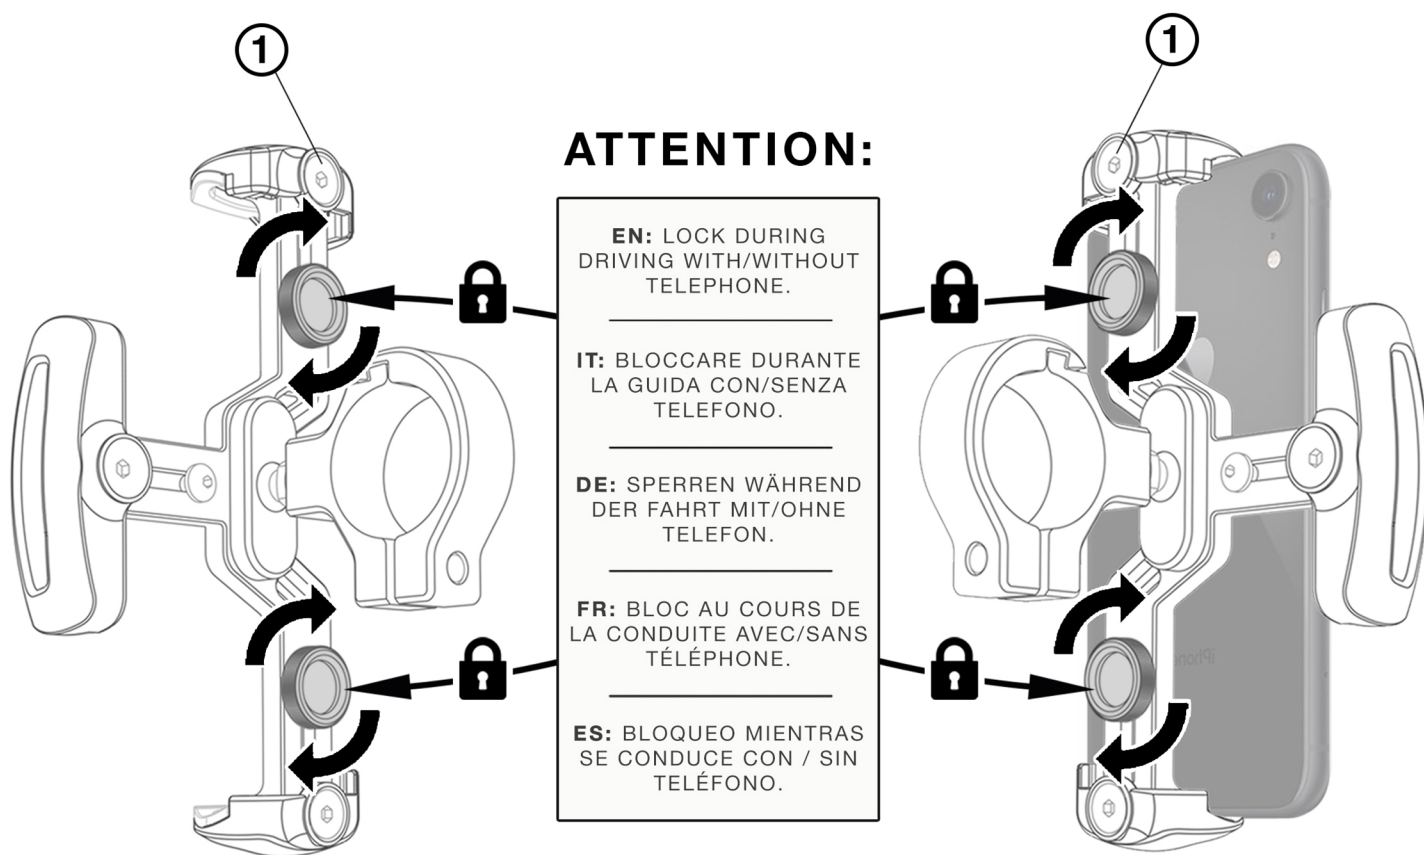 1
1
ATTENTION:
EN: LOCK DURING
DRIVING WITH/WITHOUT
TELEPHONE.
IT: BLOCCARE DURANTE
LA GUIDA CON/SENZA
TELEFONO.
DE: SPERREN WÄHREND
DER FAHRT MIT/OHNE
TELEFON.
FR: BLOC AU COURS DE
LA CONDUITE AVEC/SANS
TÉLÉPHONE.
ES: BLOQUEO MIENTRAS
SE CONDUCE CON / SIN
TELÉFONO.
iPhone